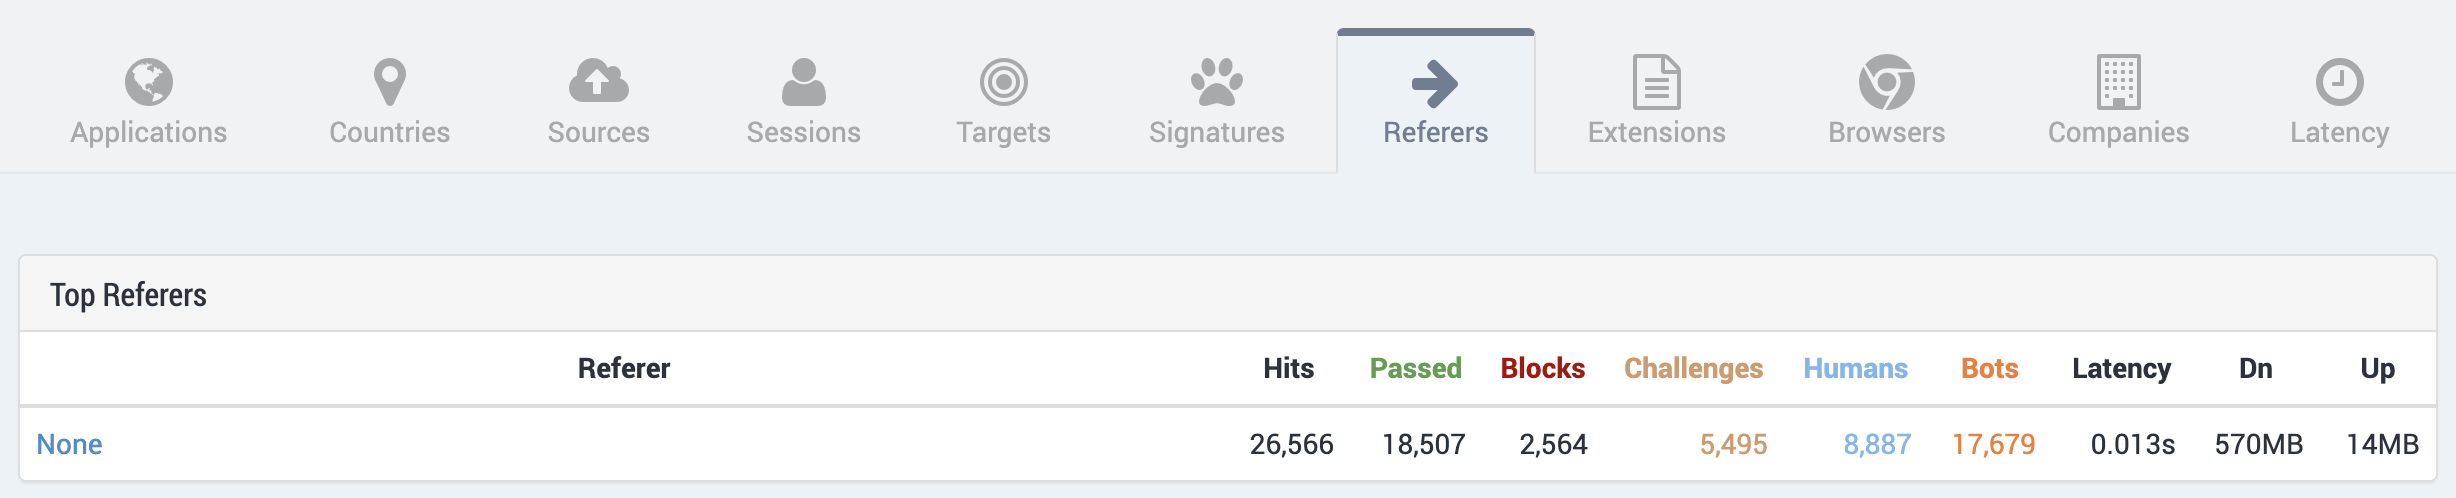 Applications Countries Sources Sessions Targets Signatures Referers Extensions Browsers Companies Latency
Top Referers
Referer Hits Passed Blocks Challenges Humans Bots Latency Dn Up
None 26,566 18,507 2,564 5,495 8,887 17,679 0.013s 570MB 14MB